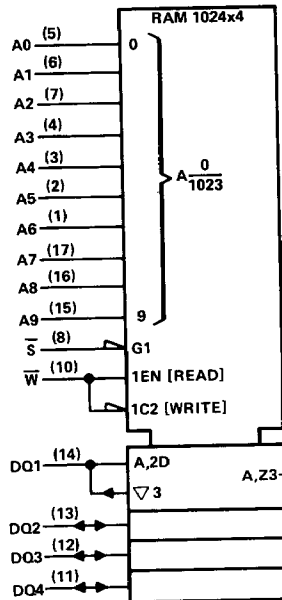 RAM 1024x4
A0 (5) 0
A1 (6)
A2 (7)
A3 (4)
A4 (3) A 0/1023
A5 (2)
A6 (1)
A7 (17)
A8 (16)
A9 (15) 9
S̅ (8) G1
W̅ (10) 1EN [READ]
1C2 [WRITE]
DQ1 (14) A,2D
A,Z3
▽ 3
DQ2 (13)
DQ3 (12)
DQ4 (11)